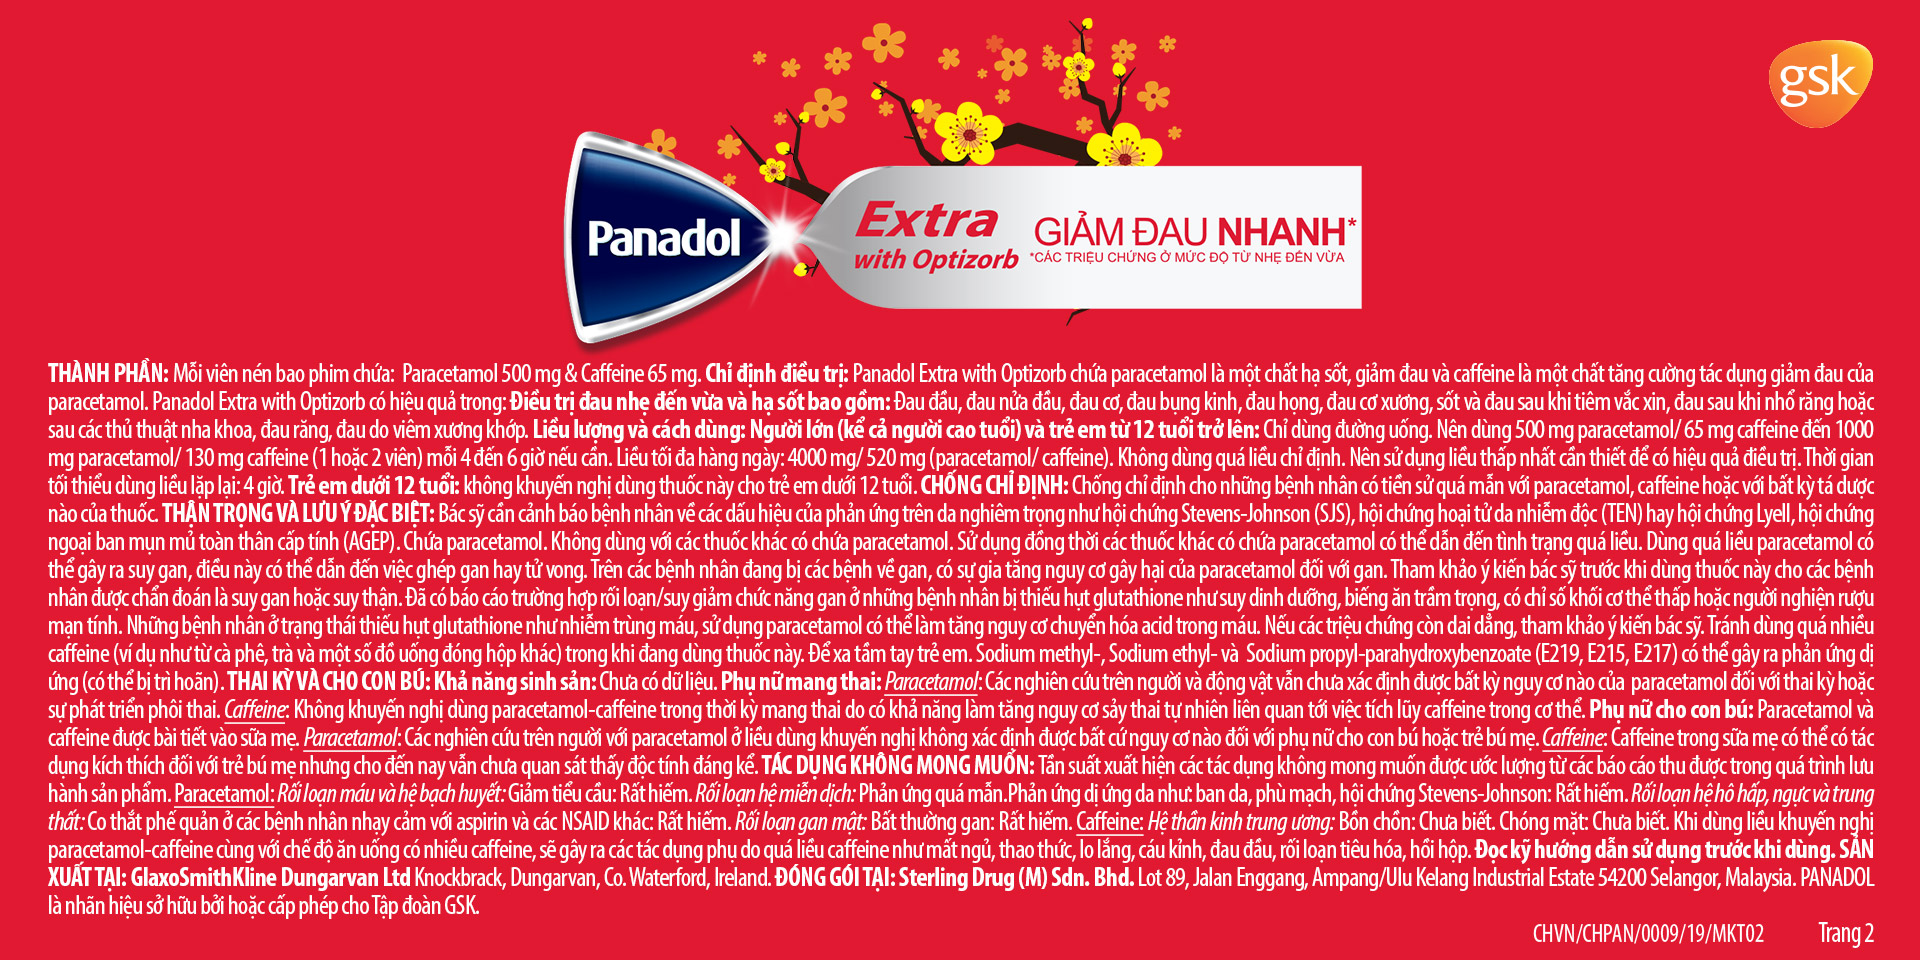 gsk
Panadol
Extra
with Optizorb
GIẢM ĐAU NHANH*
*CÁC TRIỆU CHỨNG Ở MỨC ĐỘ TỪ NHẸ ĐẾN VỪA
THÀNH PHẦN: Mỗi viên nén bao phim chứa: Paracetamol 500 mg & Caffeine 65 mg. Chỉ định điều trị: Panadol Extra with Optizorb chứa paracetamol là một chất hạ sốt, giảm đau và caffeine là một chất tăng cường tác dụng giảm đau của
paracetamol. Panadol Extra with Optizorb có hiệu quả trong: Điều trị đau nhẹ đến vừa và hạ sốt bao gồm: Đau đầu, đau nửa đầu, đau cơ, đau bụng kinh, đau họng, đau cơ xương, sốt và đau sau khi tiêm vắc xin, đau sau khi nhổ răng hoặc
sau các thủ thuật nha khoa, đau răng, đau do viêm xương khớp. Liều lượng và cách dùng: Người lớn (kể cả người cao tuổi) và trẻ em từ 12 tuổi trở lên: Chỉ dùng đường uống. Nên dùng 500 mg paracetamol/ 65 mg caffeine đến 1000
mg paracetamol/ 130 mg caffeine (1 hoặc 2 viên) mỗi 4 đến 6 giờ nếu cần. Liều tối đa hàng ngày: 4000 mg/ 520 mg (paracetamol/ caffeine). Không dùng quá liều chỉ định. Nên sử dụng liều thấp nhất cần thiết để có hiệu quả điều trị. Thời gian
tối thiểu dùng liều lặp lại: 4 giờ. Trẻ em dưới 12 tuổi: không khuyến nghị dùng thuốc này cho trẻ em dưới 12 tuổi. CHỐNG CHỈ ĐỊNH: Chống chỉ định cho những bệnh nhân có tiền sử quá mẫn với paracetamol, caffeine hoặc với bất kỳ tá dược
nào của thuốc. THẬN TRỌNG VÀ LƯU Ý ĐẶC BIỆT: Bác sỹ cần cảnh báo bệnh nhân về các dấu hiệu của phản ứng trên da nghiêm trọng như hội chứng Stevens-Johnson (SJS), hội chứng hoại tử da nhiễm độc (TEN) hay hội chứng Lyell, hội chứng
ngoại ban mụn mủ toàn thân cấp tính (AGEP). Chứa paracetamol. Không dùng với các thuốc khác có chứa paracetamol. Sử dụng đồng thời các thuốc khác có chứa paracetamol có thể dẫn đến tình trạng quá liều. Dùng quá liều paracetamol có
thể gây ra suy gan, điều này có thể dẫn đến việc ghép gan hay tử vong. Trên các bệnh nhân đang bị các bệnh về gan, có sự gia tăng nguy cơ gây hại của paracetamol đối với gan. Tham khảo ý kiến bác sỹ trước khi dùng thuốc này cho các bệnh
nhân được chẩn đoán là suy gan hoặc suy thận. Đã có báo cáo trường hợp rối loạn/suy giảm chức năng gan ở những bệnh nhân bị thiếu hụt glutathione như suy dinh dưỡng, biếng ăn trầm trọng, có chỉ số khối cơ thể thấp hoặc người nghiện rượu
mạn tính. Những bệnh nhân ở trạng thái thiếu hụt glutathione như nhiễm trùng máu, sử dụng paracetamol có thể làm tăng nguy cơ chuyển hóa acid trong máu. Nếu các triệu chứng còn dai dẳng, tham khảo ý kiến bác sỹ. Tránh dùng quá nhiều
caffeine (ví dụ như từ cà phê, trà và một số đồ uống đóng hộp khác) trong khi đang dùng thuốc này. Để xa tầm tay trẻ em. Sodium methyl-, Sodium ethyl- và Sodium propyl-parahydroxybenzoate (E219, E215, E217) có thể gây ra phản ứng dị
ứng (có thể bị trì hoãn). THAI KỲ VÀ CHO CON BÚ: Khả năng sinh sản: Chưa có dữ liệu. Phụ nữ mang thai: Paracetamol: Các nghiên cứu trên người và động vật vẫn chưa xác định được bất kỳ nguy cơ nào của paracetamol đối với thai kỳ hoặc
sự phát triển phôi thai. Caffeine: Không khuyến nghị dùng paracetamol-caffeine trong thời kỳ mang thai do có khả năng làm tăng nguy cơ sảy thai tự nhiên liên quan tới việc tích lũy caffeine trong cơ thể. Phụ nữ cho con bú: Paracetamol và
caffeine được bài tiết vào sữa mẹ. Paracetamol: Các nghiên cứu trên người với paracetamol ở liều dùng khuyến nghị không xác định được bất cứ nguy cơ nào đối với phụ nữ cho con bú hoặc trẻ bú mẹ. Caffeine: Caffeine trong sữa mẹ có thể có tác
dụng kích thích đối với trẻ bú mẹ nhưng cho đến nay vẫn chưa quan sát thấy độc tính đáng kể. TÁC DỤNG KHÔNG MONG MUỐN: Tần suất xuất hiện các tác dụng không mong muốn được ước lượng từ các báo cáo thu được trong quá trình lưu
hành sản phẩm. Paracetamol: Rối loạn máu và hệ bạch huyết: Giảm tiểu cầu: Rất hiếm. Rối loạn hệ miễn dịch: Phản ứng quá mẫn.Phản ứng dị ứng da như: ban da, phù mạch, hội chứng Stevens-Johnson: Rất hiếm. Rối loạn hệ hô hấp, ngực và trung
thất: Co thắt phế quản ở các bệnh nhân nhạy cảm với aspirin và các NSAID khác: Rất hiếm. Rối loạn gan mật: Bất thường gan: Rất hiếm. Caffeine: Hệ thần kinh trung ương: Bồn chồn: Chưa biết. Chóng mặt: Chưa biết. Khi dùng liều khuyến nghị
paracetamol-caffeine cùng với chế độ ăn uống có nhiều caffeine, sẽ gây ra các tác dụng phụ do quá liều caffeine như mất ngủ, thao thức, lo lắng, cáu kỉnh, đau đầu, rối loạn tiêu hóa, hồi hộp. Đọc kỹ hướng dẫn sử dụng trước khi dùng. SẢN
XUẤT TẠI: GlaxoSmithKline Dungarvan Ltd Knockbrack, Dungarvan, Co. Waterford, Ireland. ĐÓNG GÓI TẠI: Sterling Drug (M) Sdn. Bhd. Lot 89, Jalan Enggang, Ampang/Ulu Kelang Industrial Estate 54200 Selangor, Malaysia. PANADOL
là nhãn hiệu sở hữu bởi hoặc cấp phép cho Tập đoàn GSK.
CHVN/CHPAN/0009/19/MKT02 Trang 2